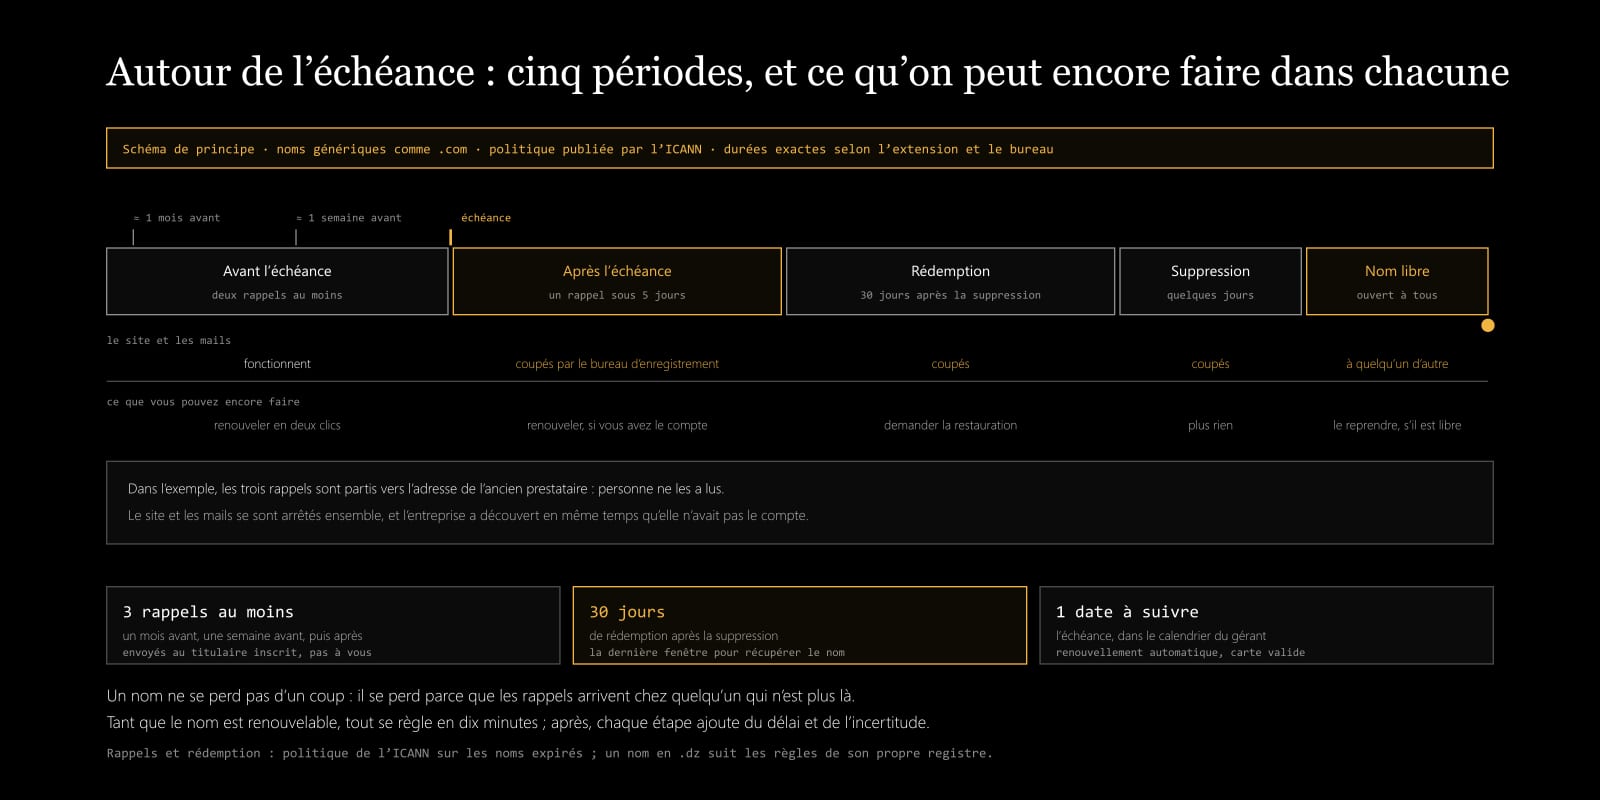 Autour de l’échéance : cinq périodes, et ce qu’on peut encore faire dans chacune
Schéma de principe · noms génériques comme .com · politique publiée par l’ICANN · durées exactes selon l’extension et le bureau
≈ 1 mois avant
≈ 1 semaine avant
échéance
Avant l’échéance
deux rappels au moins
Après l’échéance
un rappel sous 5 jours
Rédemption
30 jours après la suppression
Suppression
quelques jours
Nom libre
ouvert à tous
le site et les mails
fonctionnent
coupés par le bureau d’enregistrement
coupés
coupés
à quelqu’un d’autre
ce que vous pouvez encore faire
renouveler en deux clics
renouveler, si vous avez le compte
demander la restauration
plus rien
le reprendre, s’il est libre
Dans l’exemple, les trois rappels sont partis vers l’adresse de l’ancien prestataire : personne ne les a lus.
Le site et les mails se sont arrêtés ensemble, et l’entreprise a découvert en même temps qu’elle n’avait pas le compte.
3 rappels au moins
un mois avant, une semaine avant, puis après
envoyés au titulaire inscrit, pas à vous
30 jours
de rédemption après la suppression
la dernière fenêtre pour récupérer le nom
1 date à suivre
l’échéance, dans le calendrier du gérant
renouvellement automatique, carte valide
Un nom ne se perd pas d’un coup : il se perd parce que les rappels arrivent chez quelqu’un qui n’est plus là.
Tant que le nom est renouvelable, tout se règle en dix minutes ; après, chaque étape ajoute du délai et de l’incertitude.
Rappels et rédemption : politique de l’ICANN sur les noms expirés ; un nom en .dz suit les règles de son propre registre.